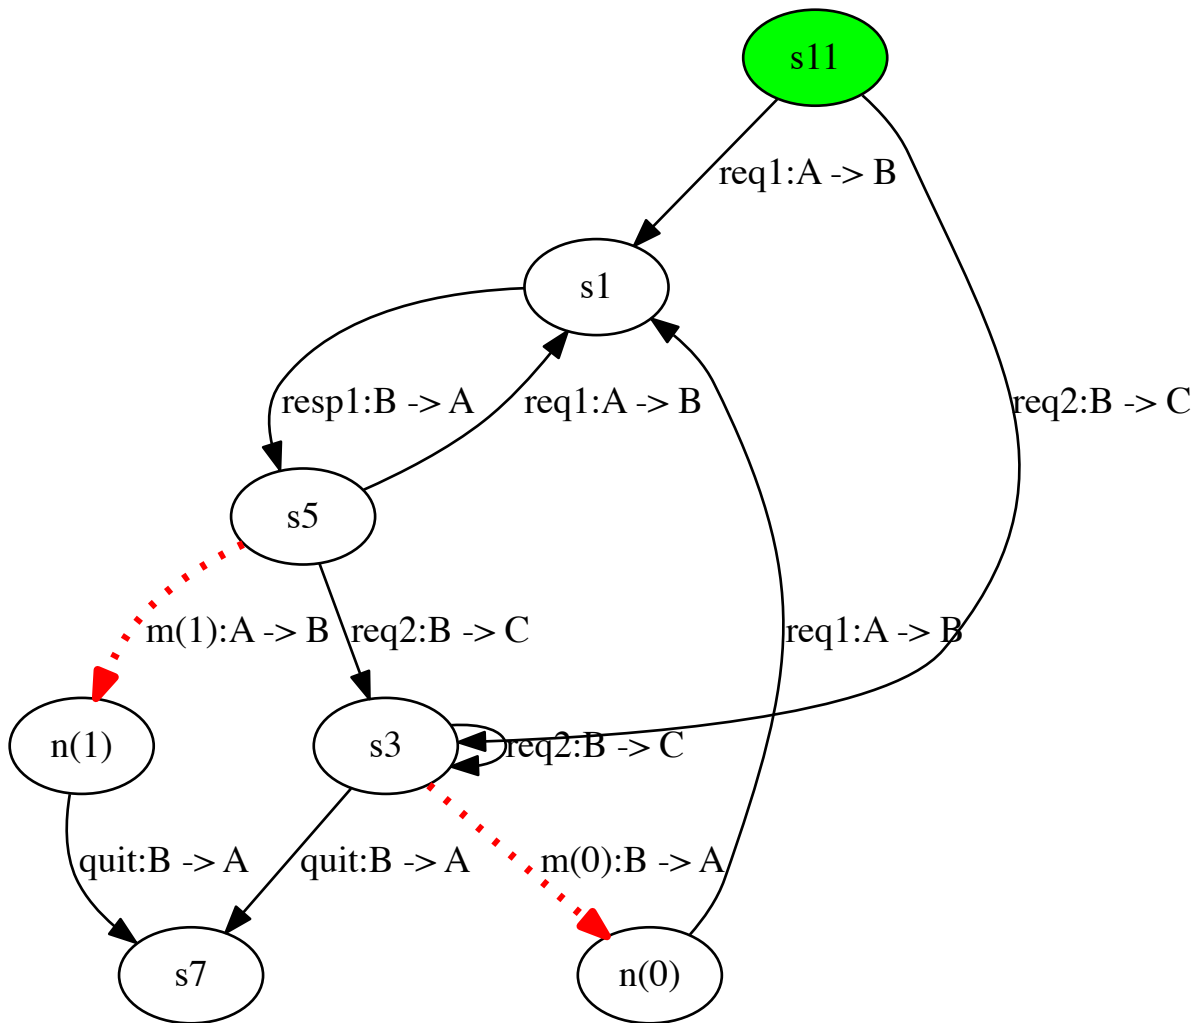 s11
req1:A -> B
s1
resp1:B -> A
req1:A -> B
req2:B -> C
s5
m(1):A -> B
req2:B -> C
req1:A -> B
n(1)
s3
req2:B -> C
quit:B -> A
quit:B -> A
m(0):B -> A
s7
n(0)